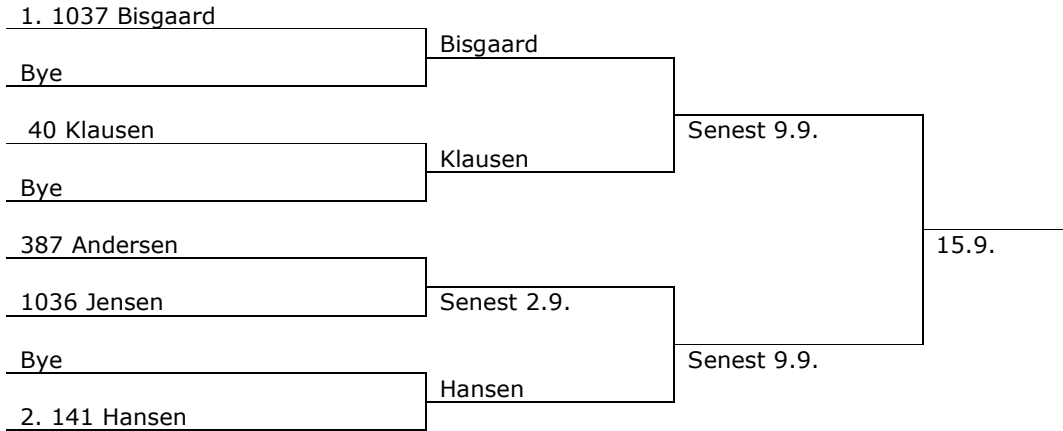 1. 1037 Bisgaard
Bisgaard
Bye
40 Klausen
Senest 9.9.
Klausen
Bye
387 Andersen
15.9.
1036 Jensen
Senest 2.9.
Bye
Senest 9.9.
Hansen
2. 141 Hansen